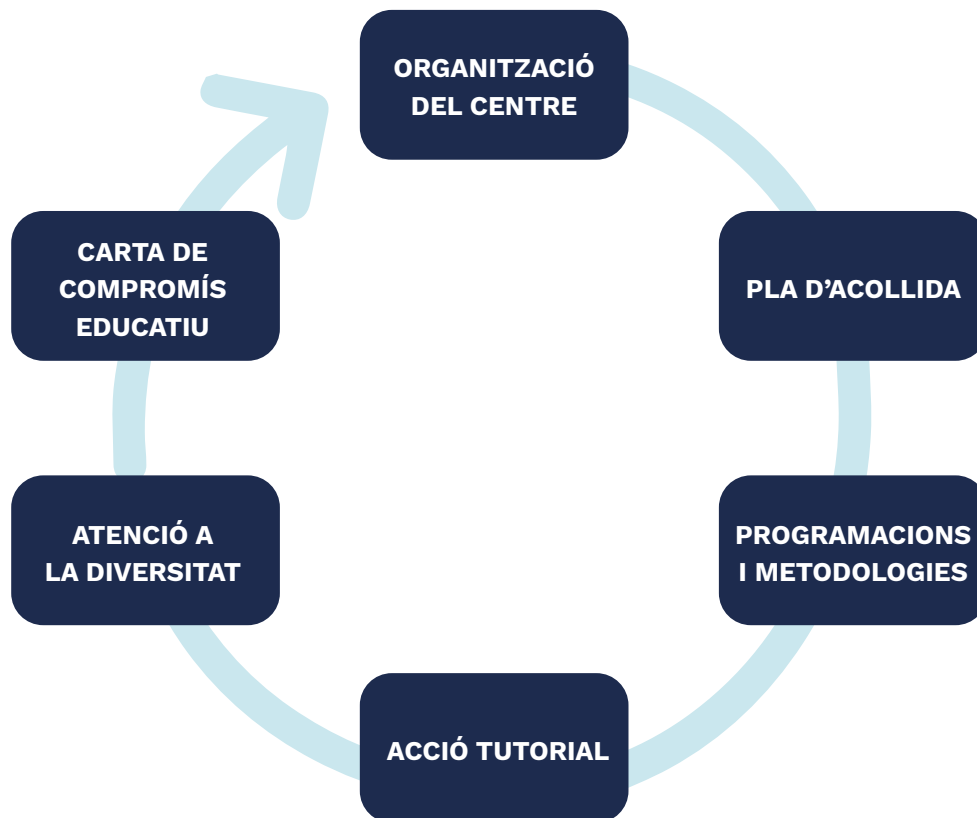 ORGANITZACIÓ
DEL CENTRE
PLA D’ACOLLIDA
PROGRAMACIONS
I METODOLOGIES
ACCIÓ TUTORIAL
ATENCIÓ A
LA DIVERSITAT
CARTA DE
COMPROMÍS
EDUCATIU